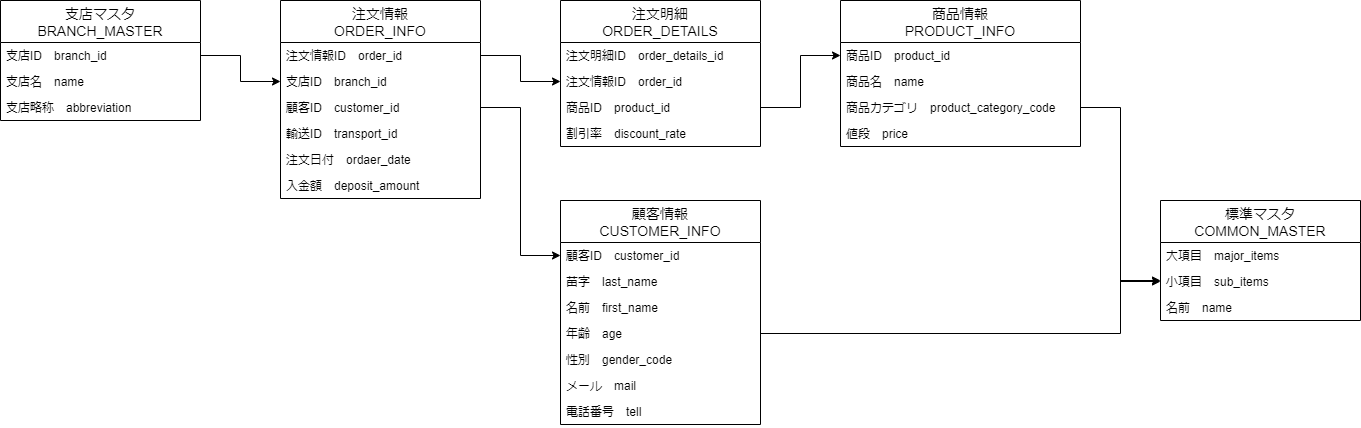 支店マスタ
BRANCH_MASTER
支店ID branch_id
支店名 name
支店略称 abbreviation
注文情報
ORDER_INFO
注文情報ID order_id
支店ID branch_id
顧客ID customer_id
輸送ID transport_id
注文日付 ordaer_date
入金額 deposit_amount
注文明細
ORDER_DETAILS
注文明細ID order_details_id
注文情報ID order_id
商品ID product_id
割引率 discount_rate
商品情報
PRODUCT_INFO
商品ID product_id
商品名 name
商品カテゴリ product_category_code
値段 price
顧客情報
CUSTOMER_INFO
顧客ID customer_id
苗字 last_name
名前 first_name
年齢 age
性別 gender_code
メール mail
電話番号 tell
標準マスタ
COMMON_MASTER
大項目 major_items
小項目 sub_items
名前 name